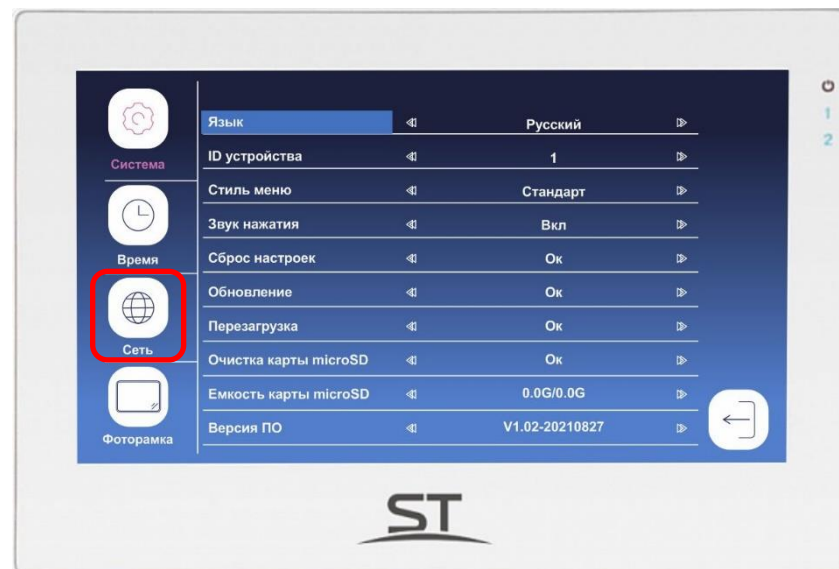 Система
Время
Сеть
Фоторамка
Язык Русский
ID устройства 1
Стиль меню Стандарт
Звук нажатия Вкл
Сброс настроек Ок
Обновление Ок
Перезагрузка Ок
Очистка карты microSD Ок
Емкость карты microSD 0.0G/0.0G
Версия ПО V1.02-20210827
1
2
ST